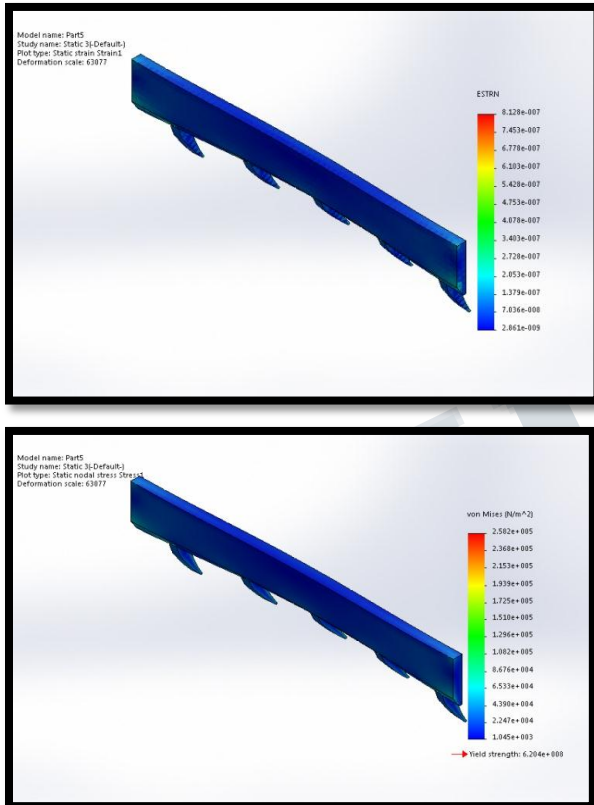 Model name: Part5
Study name: Static 3(-Default-)
Plot type: Static strain Strain1
Deformation scale: 63077
ESTRN
8.128e-007
7.453e-007
6.778e-007
6.103e-007
5.428e-007
4.753e-007
4.078e-007
3.403e-007
2.728e-007
2.053e-007
1.379e-007
7.036e-008
2.861e-009
Model name: Part5
Study name: Static 3(-Default-)
Plot type: Static nodal stress Stress1
Deformation scale: 63077
von Mises (N/m^2)
2.582e+005
2.368e+005
2.153e+005
1.939e+005
1.725e+005
1.510e+005
1.296e+005
1.082e+005
8.676e+004
6.533e+004
4.390e+004
2.247e+004
1.045e+003
Yield strength: 6.204e+008